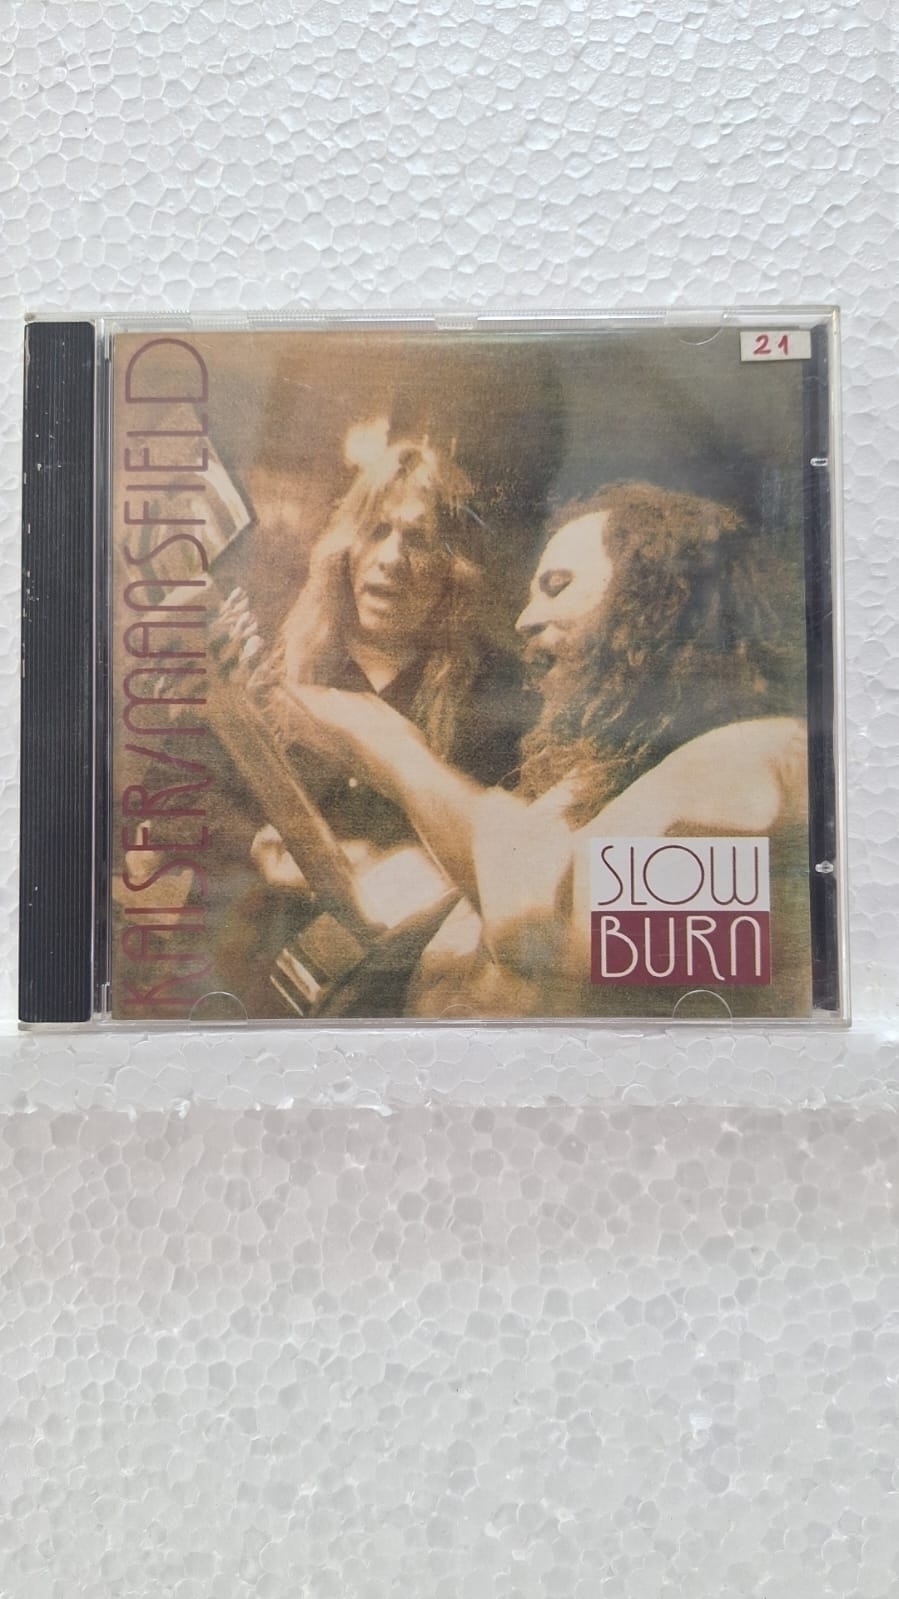 21
KAISER/MANSFIELD
SLOW
BURN